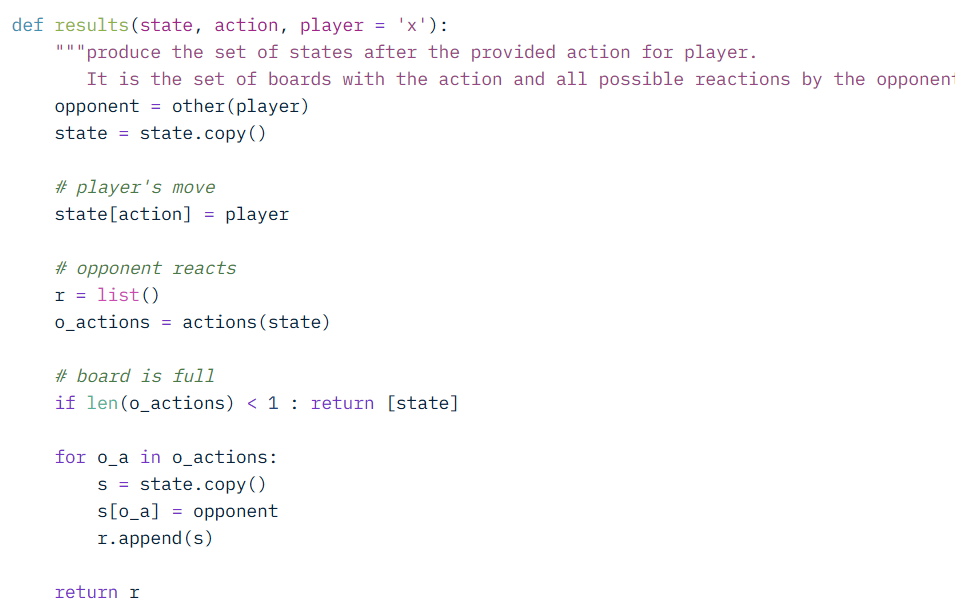 def results(state, action, player = 'x'):
    """produce the set of states after the provided action for player.
       It is the set of boards with the action and all possible reactions by the opponent
    opponent = other(player)
    state = state.copy()

    # player's move
    state[action] = player

    # opponent reacts
    r = list()
    o_actions = actions(state)

    # board is full
    if len(o_actions) < 1 : return [state]

    for o_a in o_actions:
        s = state.copy()
        s[o_a] = opponent
        r.append(s)

    return r